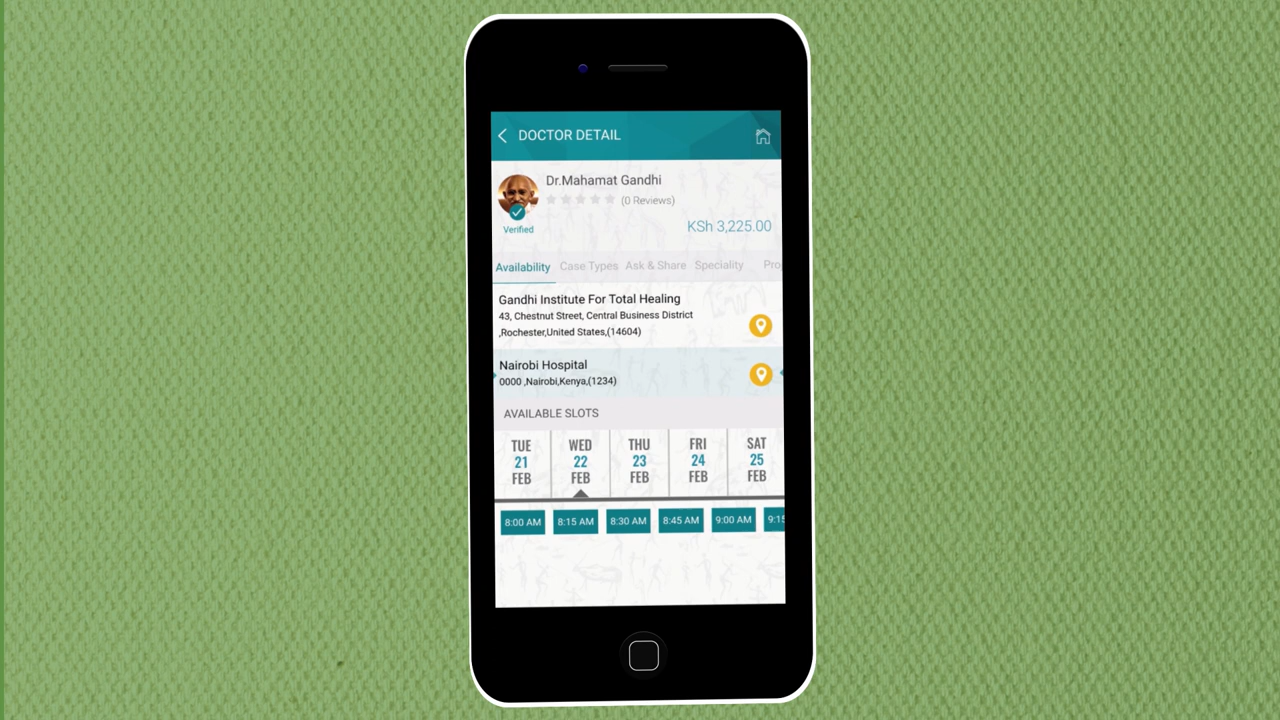 DOCTOR DETAIL
Dr.Mahamat Gandhi
(0 Reviews)
Verified
KSh 3,225.00
Availability Case Types Ask & Share Speciality Pro
Gandhi Institute For Total Healing
43, Chestnut Street, Central Business District
,Rochester,United States,(14604)
Nairobi Hospital
0000 ,Nairobi,Kenya,(1234)
AVAILABLE SLOTS
TUE WED THU FRI SAT
21 22 23 24 25
FEB FEB FEB FEB FEB
8:00 AM 8:15 AM 8:30 AM 8:45 AM 9:00 AM 9:15